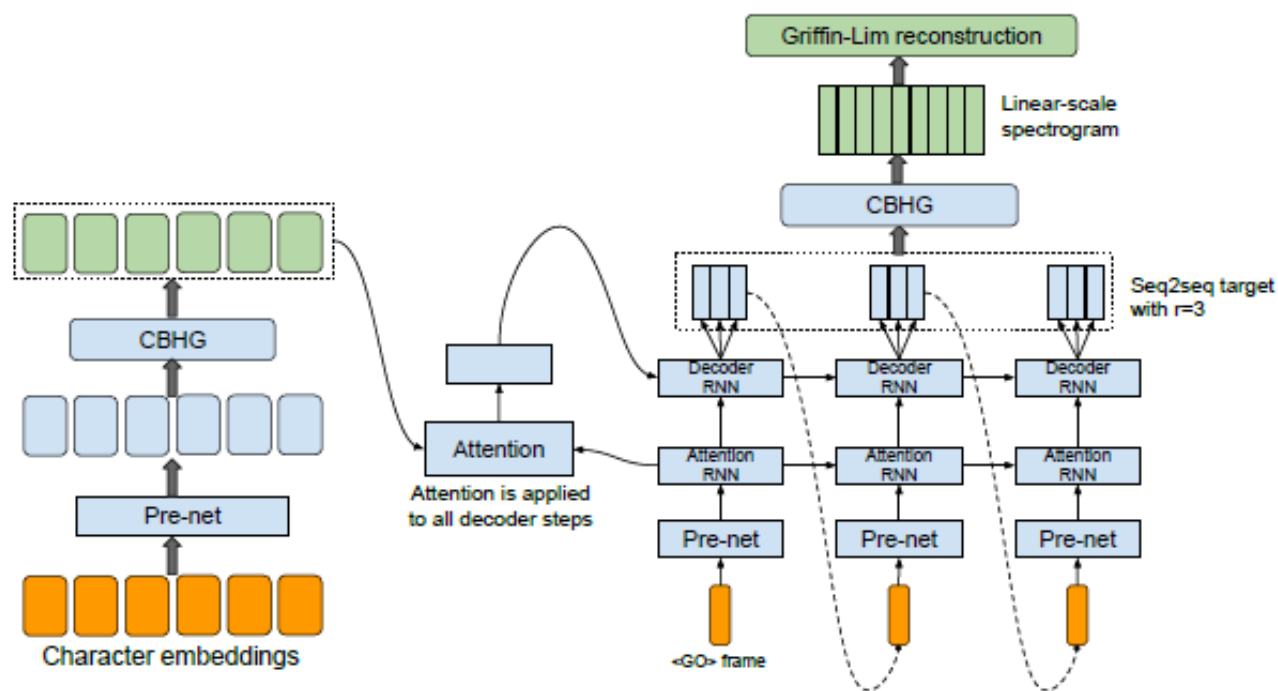 Griffin-Lim reconstruction
Linear-scale
spectrogram
CBHG
Seq2seq target
with r=3
CBHG
Decoder
RNN
Decoder
RNN
Decoder
RNN
Attention
Attention
RNN
Attention
RNN
Attention
RNN
Attention is applied
to all decoder steps
Pre-net
Pre-net
Pre-net
Pre-net
Character embeddings
<GO> frame